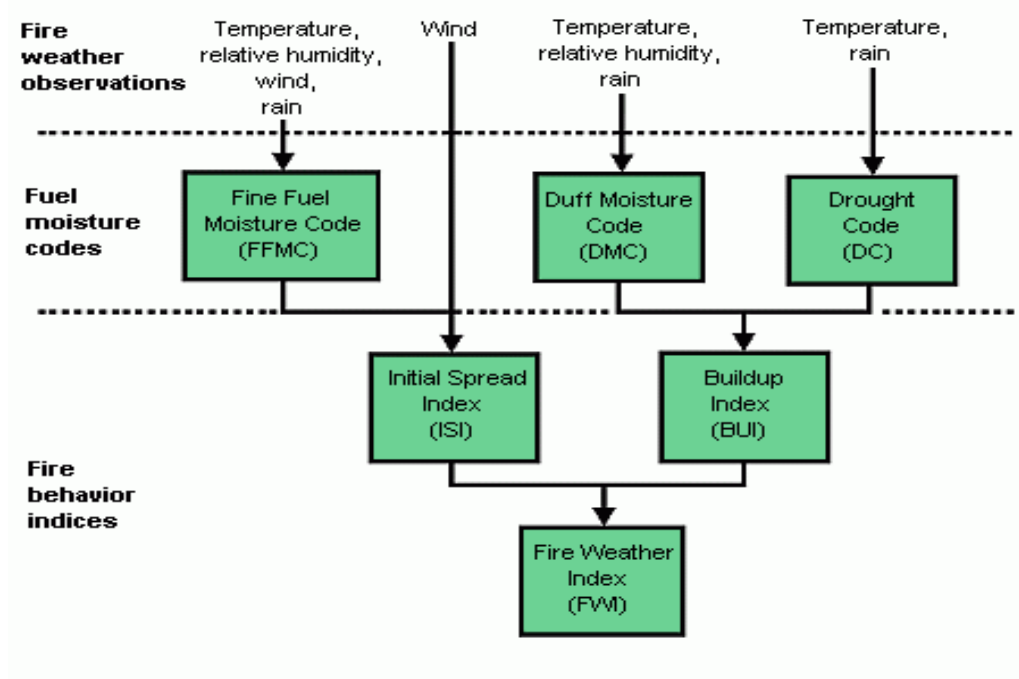 Fire
weather
observations
Temperature,
relative humidity,
wind,
rain
Wind
Temperature,
relative humidity,
rain
Temperature,
rain
Fuel
moisture
codes
Fine Fuel
Moisture Code
(FFMC)
Duff Moisture
Code
(DMC)
Drought
Code
(DC)
Fire
behavior
indices
Initial Spread
Index
(ISI)
Buildup
Index
(BUI)
Fire Weather
Index
(FWI)